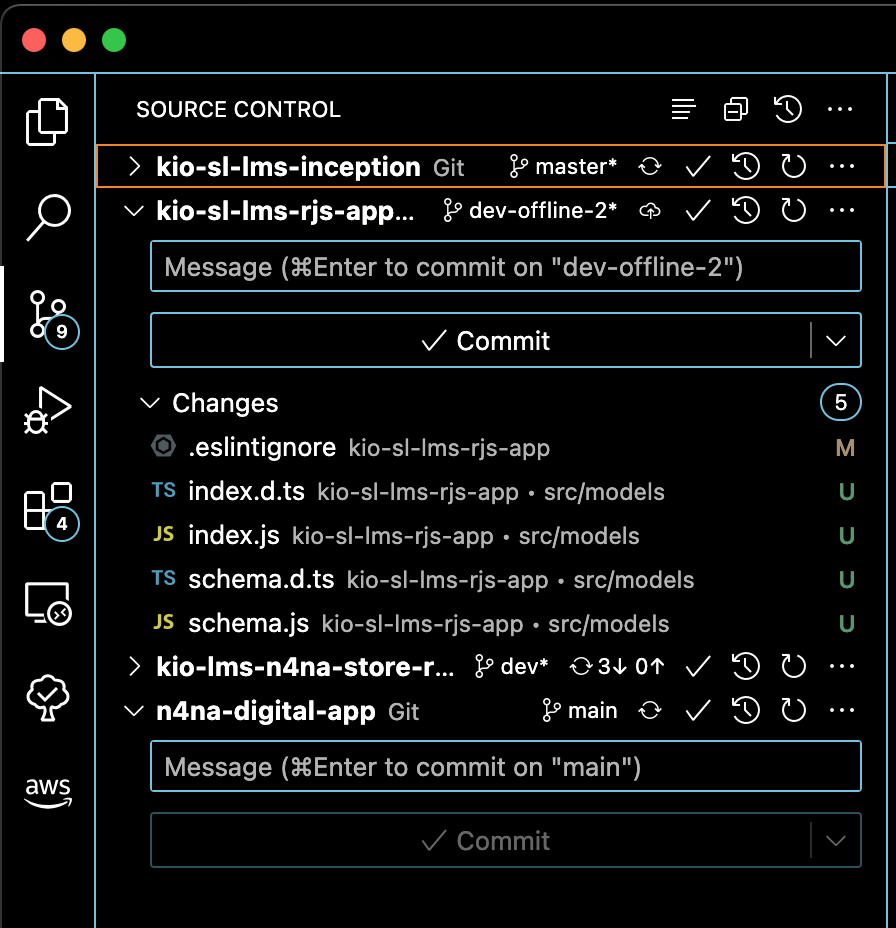 SOURCE CONTROL
kio-sl-lms-inception Git master*
kio-sl-lms-rjs-app... dev-offline-2*
Message (⌘Enter to commit on "dev-offline-2")
9
Commit
Changes 5
.eslintignore kio-sl-lms-rjs-app M
TS index.d.ts kio-sl-lms-rjs-app • src/models U
4
JS index.js kio-sl-lms-rjs-app • src/models U
TS schema.d.ts kio-sl-lms-rjs-app • src/models U
JS schema.js kio-sl-lms-rjs-app • src/models U
kio-lms-n4na-store-r... dev* 3↓ 0↑
n4na-digital-app Git main
Message (⌘Enter to commit on "main")
aws
Commit